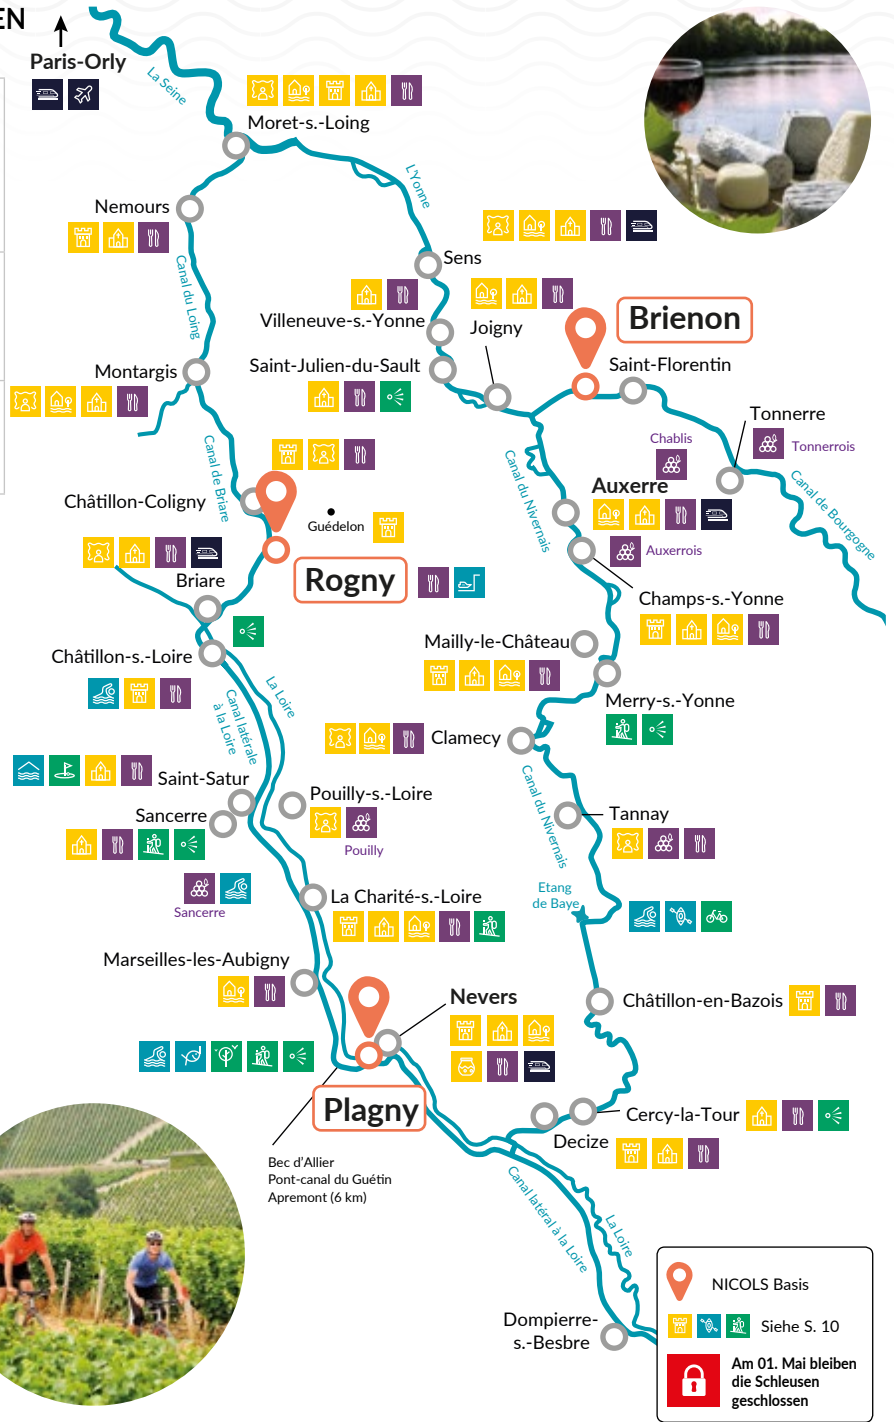 EN
Paris-Orly
La Seine
Moret-s.-Loing
Nemours
L'Yonne
Canal du Loing
Sens
Villeneuve-s.-Yonne
Joigny
Brienon
Montargis
Saint-Julien-du-Sault
Saint-Florentin
Tonnerre
Chablis
Tonnerrois
Canal de Briare
Canal du Nivernais
Auxerre
Canal de Bourgogne
Châtillon-Coligny
Guédelon
Auxerrois
Rogny
Briare
Champs-s.-Yonne
Châtillon-s.-Loire
Mailly-le-Château
La Loire
Canal latérale
à la Loire
Merry-s.-Yonne
Clamecy
Saint-Satur
Pouilly-s.-Loire
Canal du Nivernais
Sancerre
Tannay
Pouilly
Sancerre
La Charité-s.-Loire
Etang
de Baye
Marseilles-les-Aubigny
Nevers
Châtillon-en-Bazois
Plagny
Cercy-la-Tour
Decize
Bec d'Allier
Pont-canal du Guétin
Apremont (6 km)
Canal latéral à la Loire
La Loire
Dompierre-
s.-Besbre
NICOLS Basis
Siehe S. 10
Am 01. Mai bleiben
die Schleusen
geschlossen